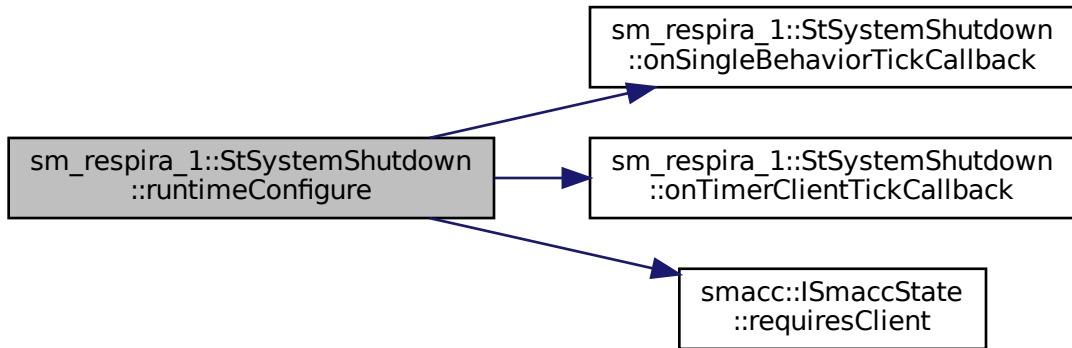 sm_respira_1::StSystemShutdown
::runtimeConfigure
sm_respira_1::StSystemShutdown
::onSingleBehaviorTickCallback
sm_respira_1::StSystemShutdown
::onTimerClientTickCallback
smacc::ISmaccState
::requiresClient